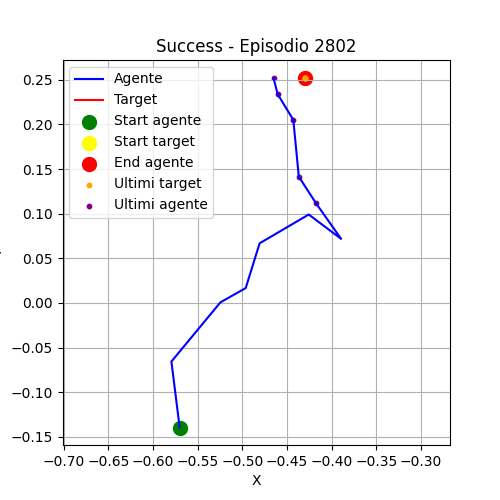 Success - Episodio 2802
Agente
Target
Start agente
Start target
End agente
Ultimi target
Ultimi agente
0.25
0.20
0.15
0.10
0.05
0.00
−0.05
−0.10
−0.15
−0.70 −0.65 −0.60 −0.55 −0.50 −0.45 −0.40 −0.35 −0.30
X